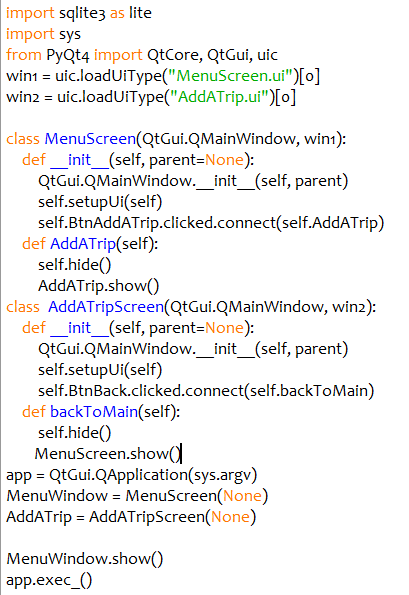 import sqlite3 as lite
import sys
from PyQt4 import QtCore, QtGui, uic
win1 = uic.loadUiType("MenuScreen.ui")[0]
win2 = uic.loadUiType("AddATrip.ui")[0]

class MenuScreen(QtGui.QMainWindow, win1):
    def __init__(self, parent=None):
        QtGui.QMainWindow.__init__(self, parent)
        self.setupUi(self)
        self.BtnAddATrip.clicked.connect(self.AddATrip)
    def AddATrip(self):
        self.hide()
        AddATrip.show()
class  AddATripScreen(QtGui.QMainWindow, win2):
    def __init__(self, parent=None):
        QtGui.QMainWindow.__init__(self, parent)
        self.setupUi(self)
        self.BtnBack.clicked.connect(self.backToMain)
    def backToMain(self):
        self.hide()
        MenuScreen.show()
app = QtGui.QApplication(sys.argv)
MenuWindow = MenuScreen(None)
AddATrip = AddATripScreen(None)

MenuWindow.show()
app.exec_()